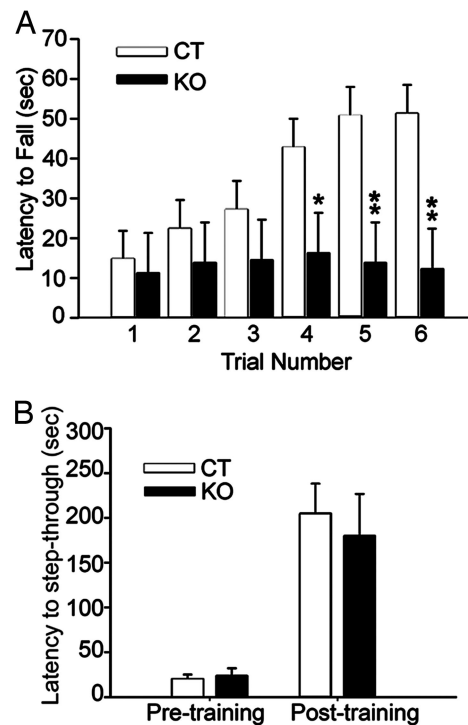 A
Latency to Fall (sec)
70
60
50
40
30
20
10
0
CT
KO
*
**
**
1 2 3 4 5 6
Trial Number
B
Latency to step-through (sec)
300
250
200
150
100
50
0
CT
KO
Pre-training Post-training